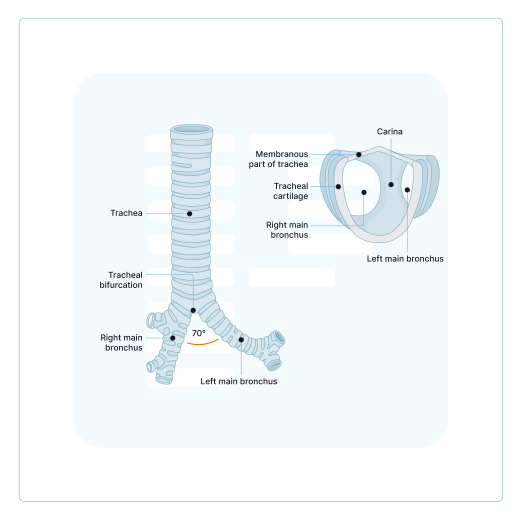 Carina
Membranous
part of trachea
Tracheal
cartilage
Trachea
Right main
bronchus
Left main bronchus
Tracheal
bifurcation
Right main
bronchus
70°
Left main bronchus